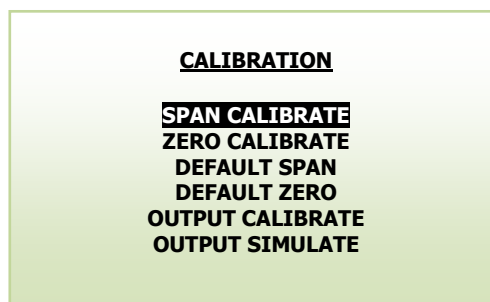 CALIBRATION
SPAN CALIBRATE
ZERO CALIBRATE
DEFAULT SPAN
DEFAULT ZERO
OUTPUT CALIBRATE
OUTPUT SIMULATE